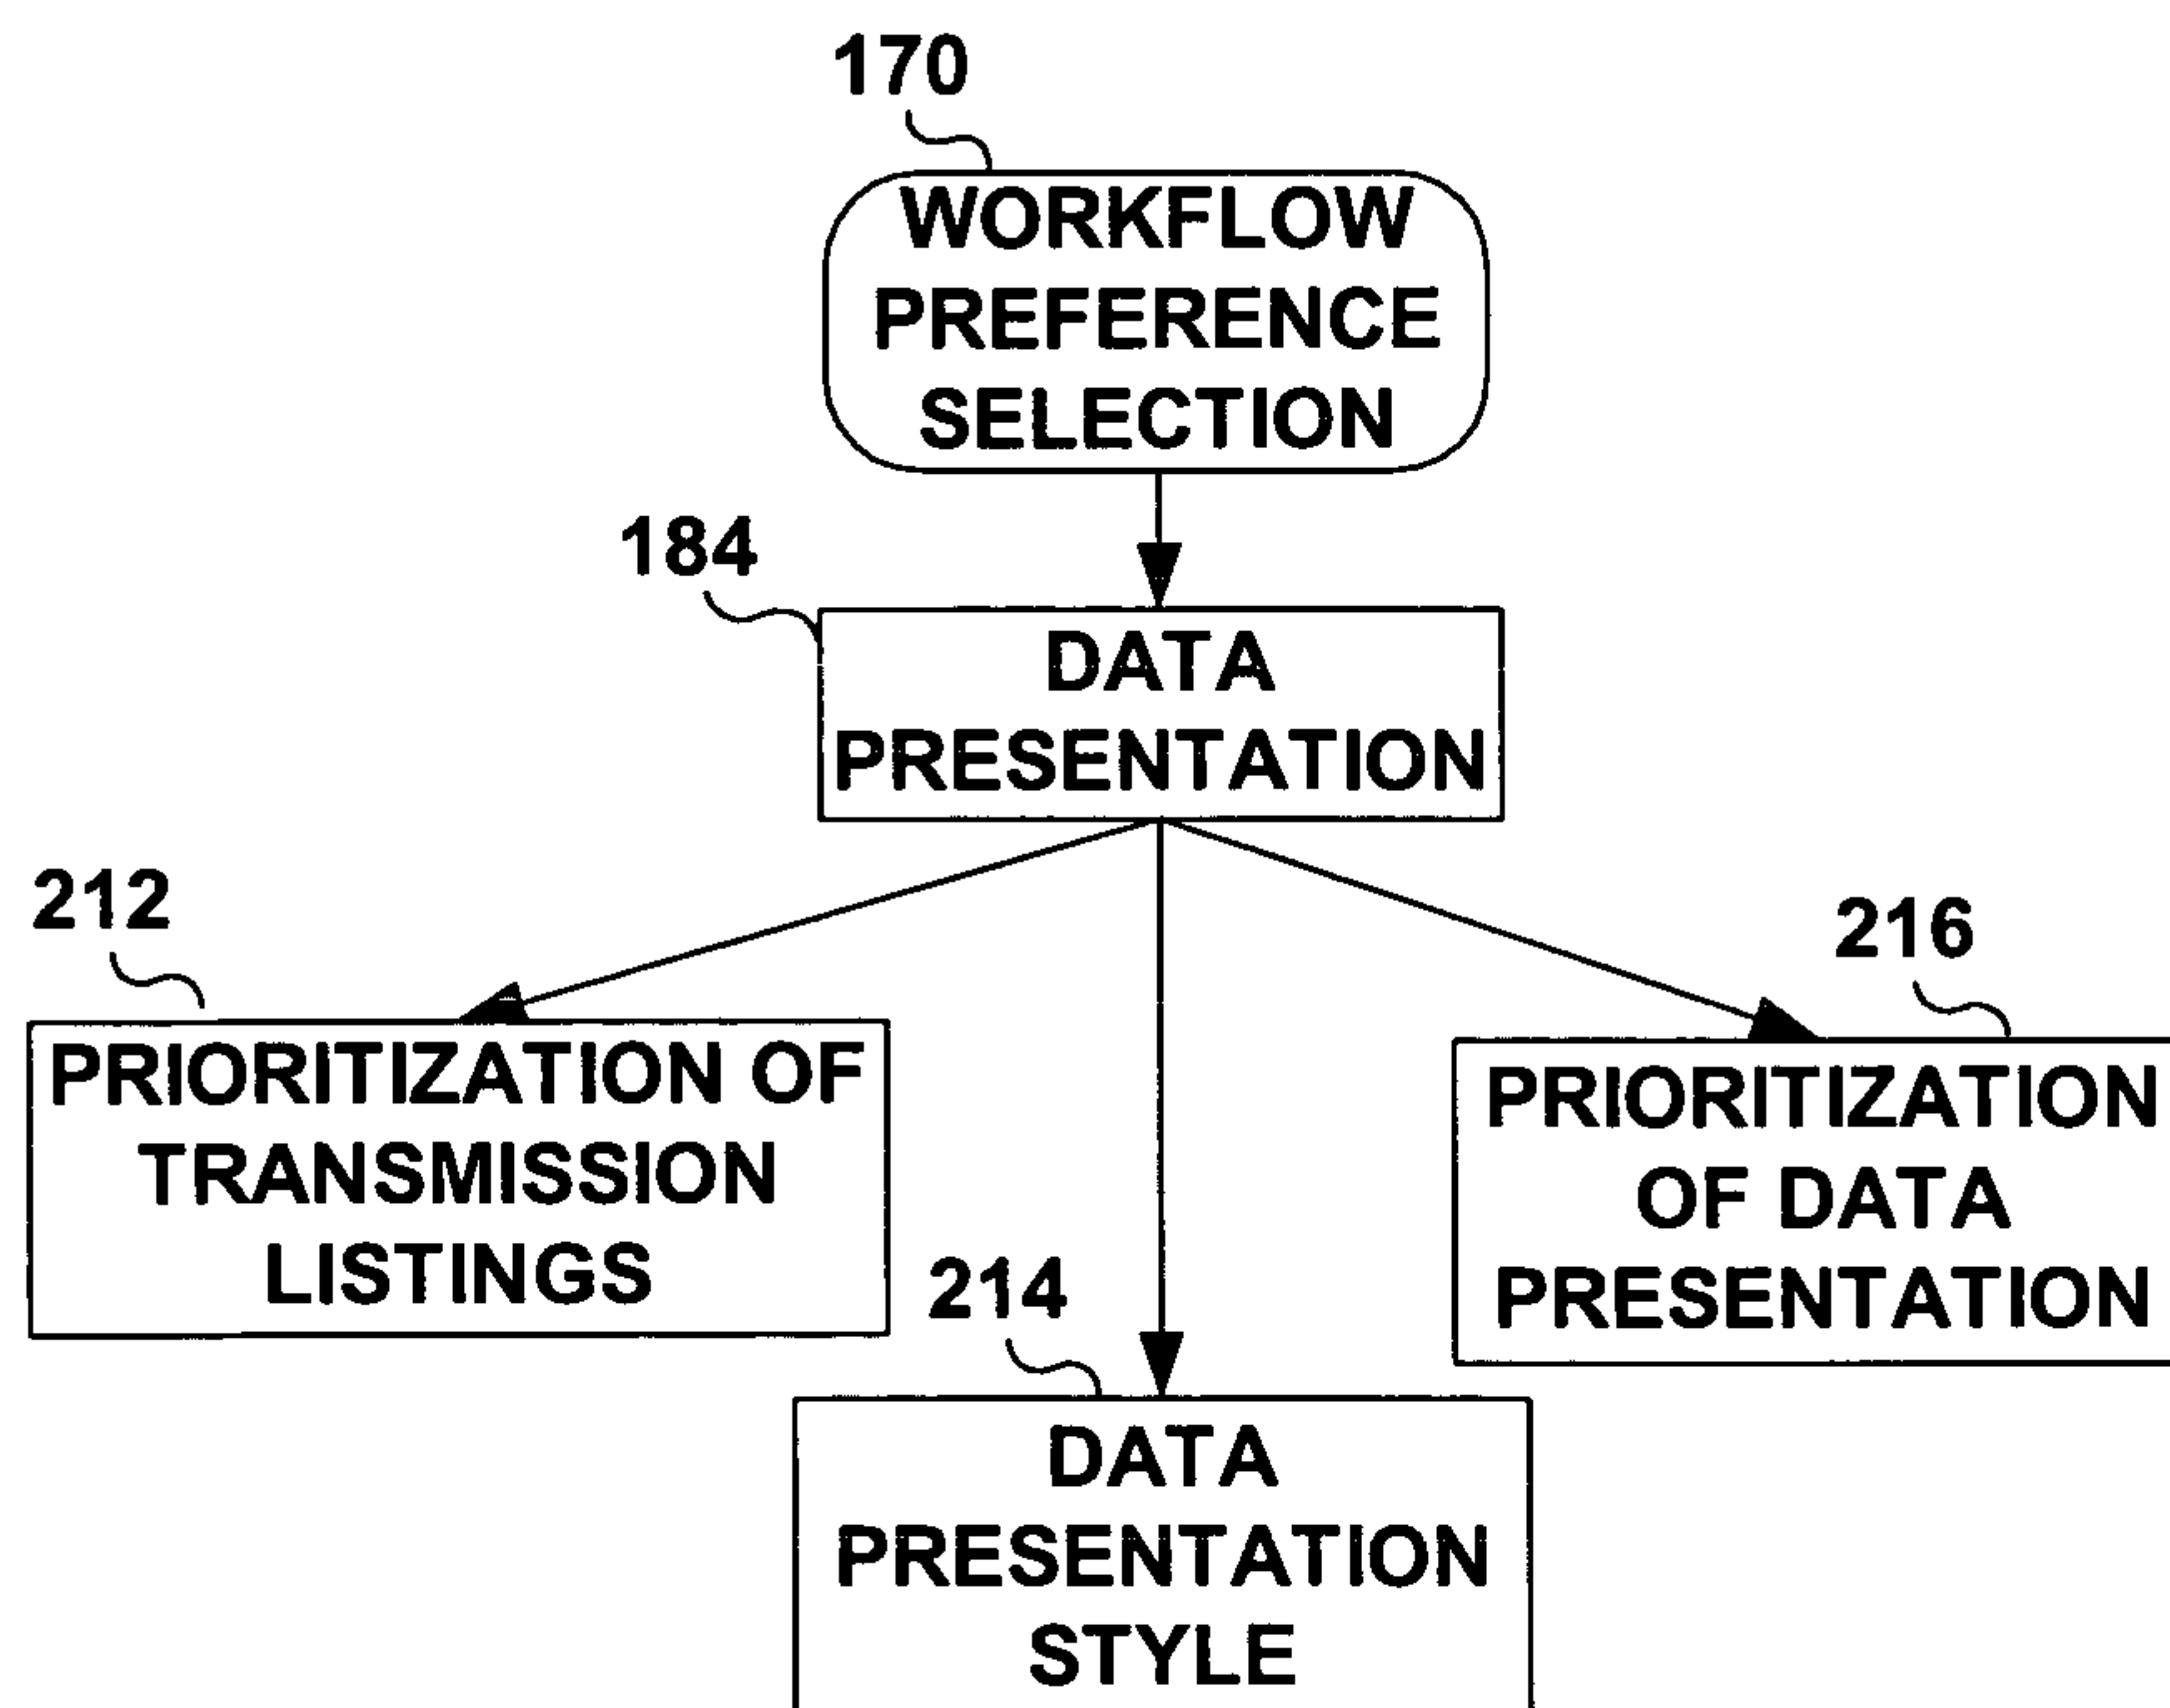 170
WORKFLOW
PREFERENCE
SELECTION
184
DATA
PRESENTATION
212
PRIORITIZATION OF
TRANSMISSION
LISTINGS
216
PRIORITIZATION
OF DATA
PRESENTATION
214
DATA
PRESENTATION
STYLE